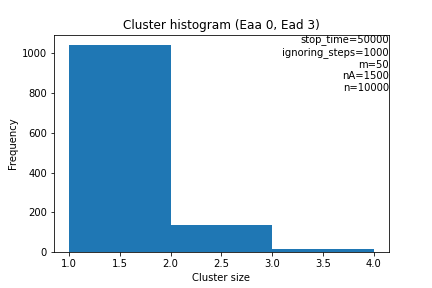 Cluster histogram (Eaa 0, Ead 3)
stop_time=50000
ignoring_steps=1000
m=50
nA=1500
n=10000
Frequency
1000
800
600
400
200
0
1.0 1.5 2.0 2.5 3.0 3.5 4.0
Cluster size